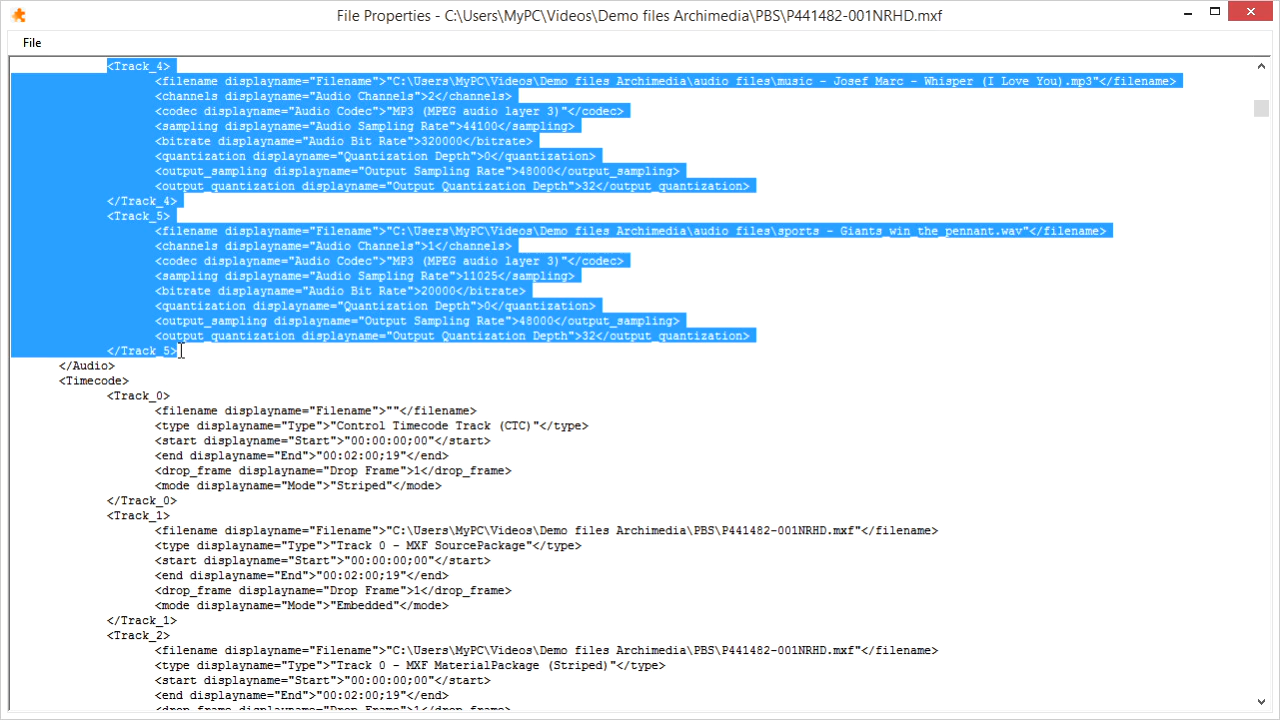 File Properties - C:\Users\MyPC\Videos\Demo files Archimedia\PBS\P441482-001NRHD.mxf
File
<Track_4>
<filename displayname="Filename">"C:\Users\MyPC\Videos\Demo files Archimedia\audio files\music - Josef Marc - Whisper (I Love You).mp3"</filename>
<channels displayname="Audio Channels">2</channels>
<codec displayname="Audio Codec">"MP3 (MPEG audio layer 3)"</codec>
<sampling displayname="Audio Sampling Rate">44100</sampling>
<bitrate displayname="Audio Bit Rate">320000</bitrate>
<quantization displayname="Quantization Depth">0</quantization>
<output_sampling displayname="Output Sampling Rate">48000</output_sampling>
<output_quantization displayname="Output Quantization Depth">32</output_quantization>
</Track_4>
<Track_5>
<filename displayname="Filename">"C:\Users\MyPC\Videos\Demo files Archimedia\audio files\sports - Giants_win_the_pennant.wav"</filename>
<channels displayname="Audio Channels">1</channels>
<codec displayname="Audio Codec">"MP3 (MPEG audio layer 3)"</codec>
<sampling displayname="Audio Sampling Rate">11025</sampling>
<bitrate displayname="Audio Bit Rate">20000</bitrate>
<quantization displayname="Quantization Depth">0</quantization>
<output_sampling displayname="Output Sampling Rate">48000</output_sampling>
<output_quantization displayname="Output Quantization Depth">32</output_quantization>
</Track_5>
</Audio>
<Timecode>
<Track_0>
<filename displayname="Filename">""</filename>
<type displayname="Type">"Control Timecode Track (CTC)"</type>
<start displayname="Start">"00:00:00;00"</start>
<end displayname="End">"00:02:00;19"</end>
<drop_frame displayname="Drop Frame">1</drop_frame>
<mode displayname="Mode">"Striped"</mode>
</Track_0>
<Track_1>
<filename displayname="Filename">"C:\Users\MyPC\Videos\Demo files Archimedia\PBS\P441482-001NRHD.mxf"</filename>
<type displayname="Type">"Track 0 - MXF SourcePackage"</type>
<start displayname="Start">"00:00:00;00"</start>
<end displayname="End">"00:02:00;19"</end>
<drop_frame displayname="Drop Frame">1</drop_frame>
<mode displayname="Mode">"Embedded"</mode>
</Track_1>
<Track_2>
<filename displayname="Filename">"C:\Users\MyPC\Videos\Demo files Archimedia\PBS\P441482-001NRHD.mxf"</filename>
<type displayname="Type">"Track 0 - MXF MaterialPackage (Striped)"</type>
<start displayname="Start">"00:00:00;00"</start>
<end displayname="End">"00:02:00;19"</end>
<drop_frame displayname="Drop Frame">1</drop_frame>